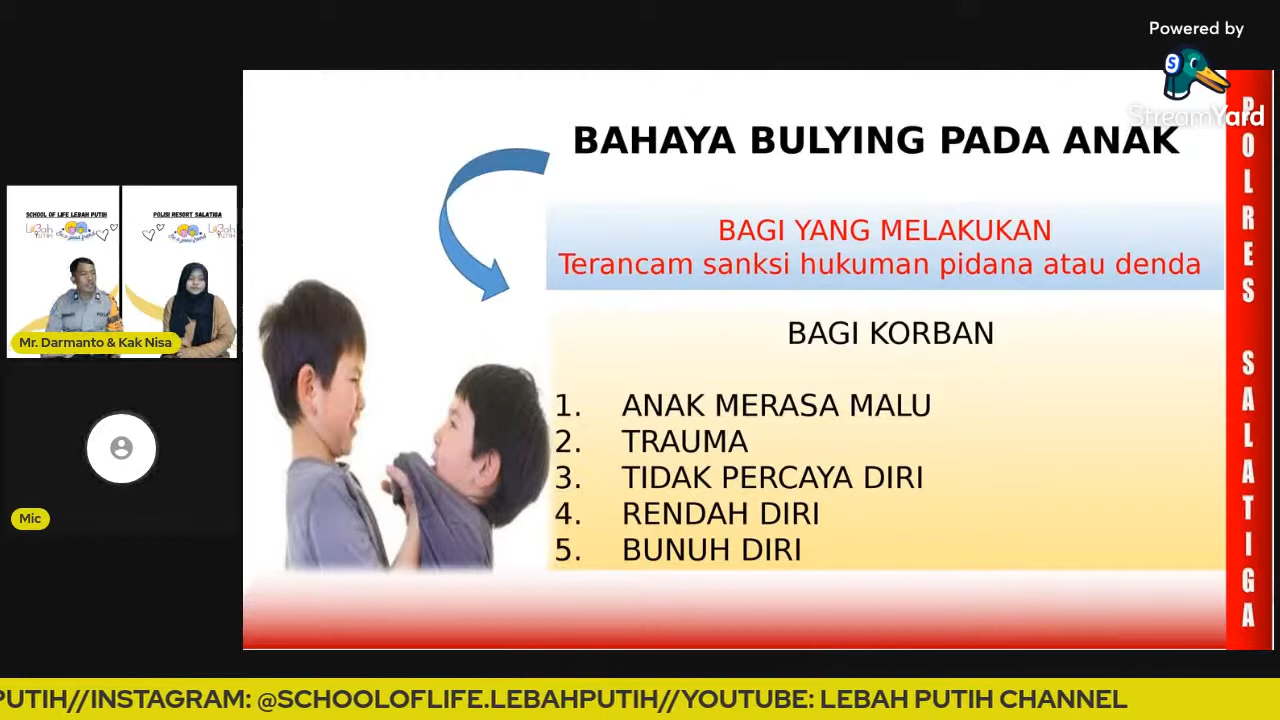 Powered by
StreamYard
BAHAYA BULYING PADA ANAK
BAGI YANG MELAKUKAN
Terancam sanksi hukuman pidana atau denda
BAGI KORBAN
1. ANAK MERASA MALU
2. TRAUMA
3. TIDAK PERCAYA DIRI
4. RENDAH DIRI
5. BUNUH DIRI
POLRES SALATIGA
SCHOOL OF LIFE LEBAH PUTIH
POLISI RESORT SALATIGA
Mr. Darmanto & Kak Nisa
Mic
PUTIH//INSTAGRAM: @SCHOOLOFLIFE.LEBAHPUTIH//YOUTUBE: LEBAH PUTIH CHANNEL